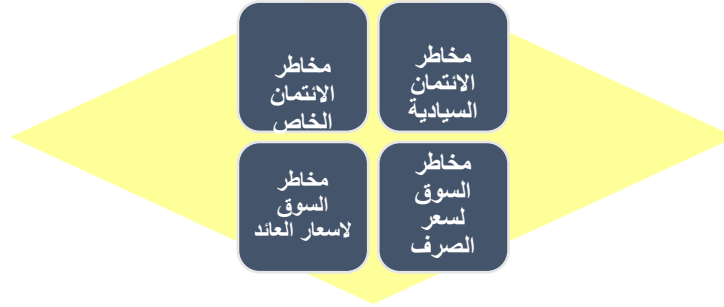 مخاطر
الائتمان
السيادية
مخاطر
الائتمان
الخاص
مخاطر
السوق
لسعر
الصرف
مخاطر
السوق
لاسعار العائد